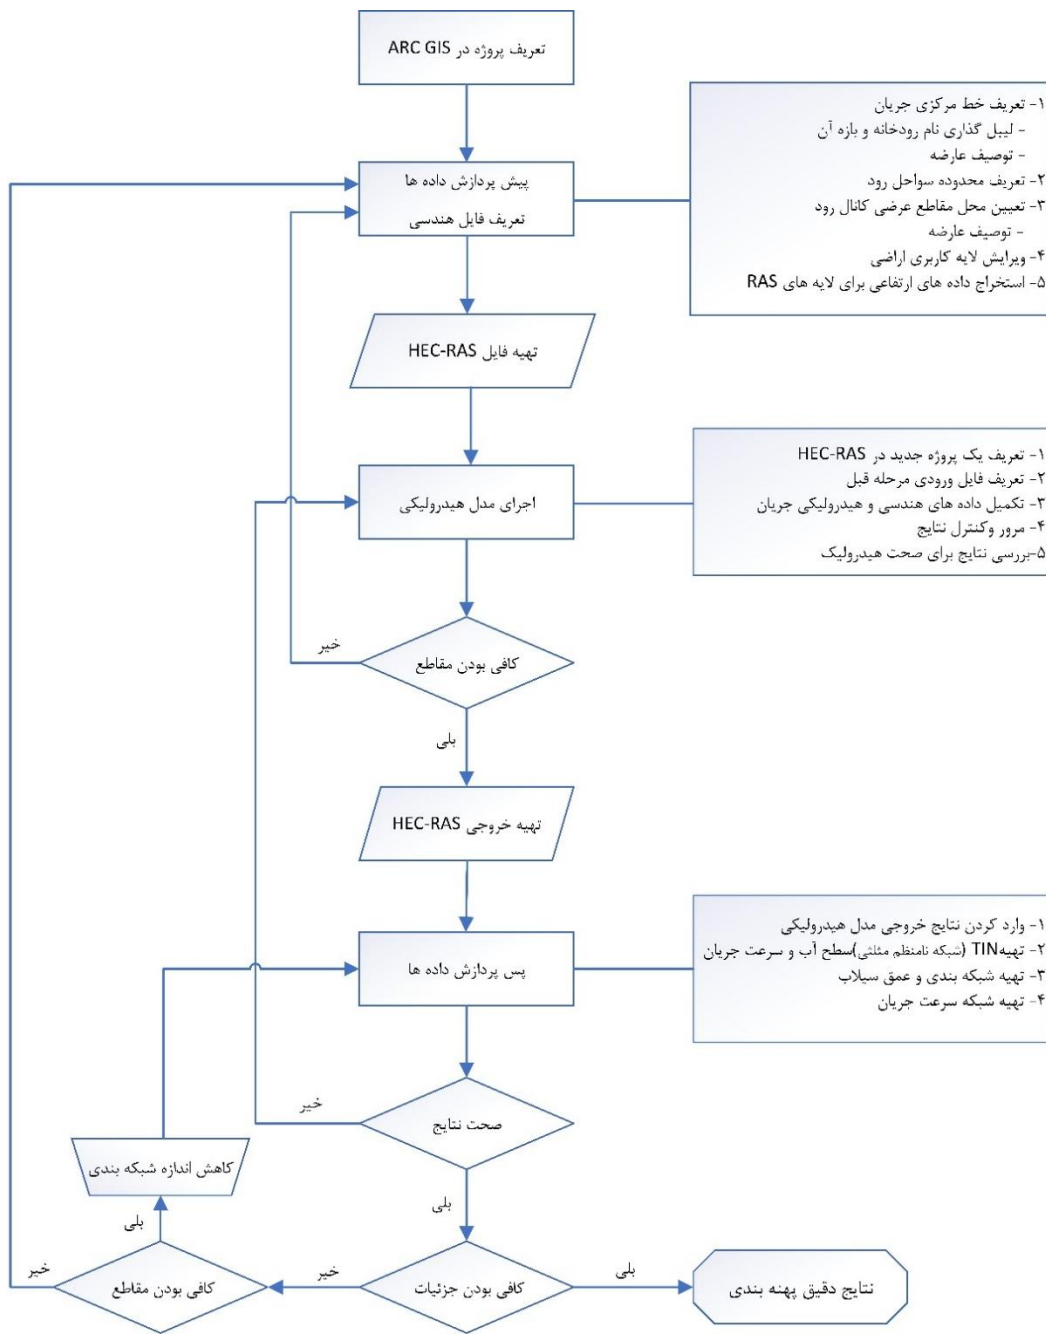 تعریف پروژه در ARC GIS
۱- تعریف خط مرکزی جریان
- لیبل گذاری نام رودخانه و بازه آن
- توصیف عارضه
۲- تعریف محدوده سواحل رود
۳- تعیین محل مقاطع عرضی کانال رود
- توصیف عارضه
۴- ویرایش لایه کاربری اراضی
۵- استخراج داده های ارتفاعی برای لایه های RAS
پیش پردازش داده ها
تعریف فایل هندسی
تهیه فایل HEC-RAS
۱- تعریف یک پروژه جدید در HEC-RAS
۲- تعریف فایل ورودی مرحله قبل
۳- تکمیل داده های هندسی و هیدرولیکی جریان
۴- مرور وکنترل نتایج
۵-بررسی نتایج برای صحت هیدرولیک
اجرای مدل هیدرولیکی
خیر
کافی بودن مقاطع
بلی
تهیه خروجی HEC-RAS
۱- وارد کردن نتایج خروجی مدل هیدرولیکی
۲- تهیهTIN (شبکه نامنظم مثلثی)سطح آب و سرعت جریان
۳- تهیه شبکه بندی و عمق سیلاب
۴- تهیه شبکه سرعت جریان
پس پردازش داده ها
خیر
صحت نتایج
کاهش اندازه شبکه بندی
بلی
بلی
بلی
خیر
خیر
نتایج دقیق پهنه بندی
کافی بودن جزئیات
کافی بودن مقاطع